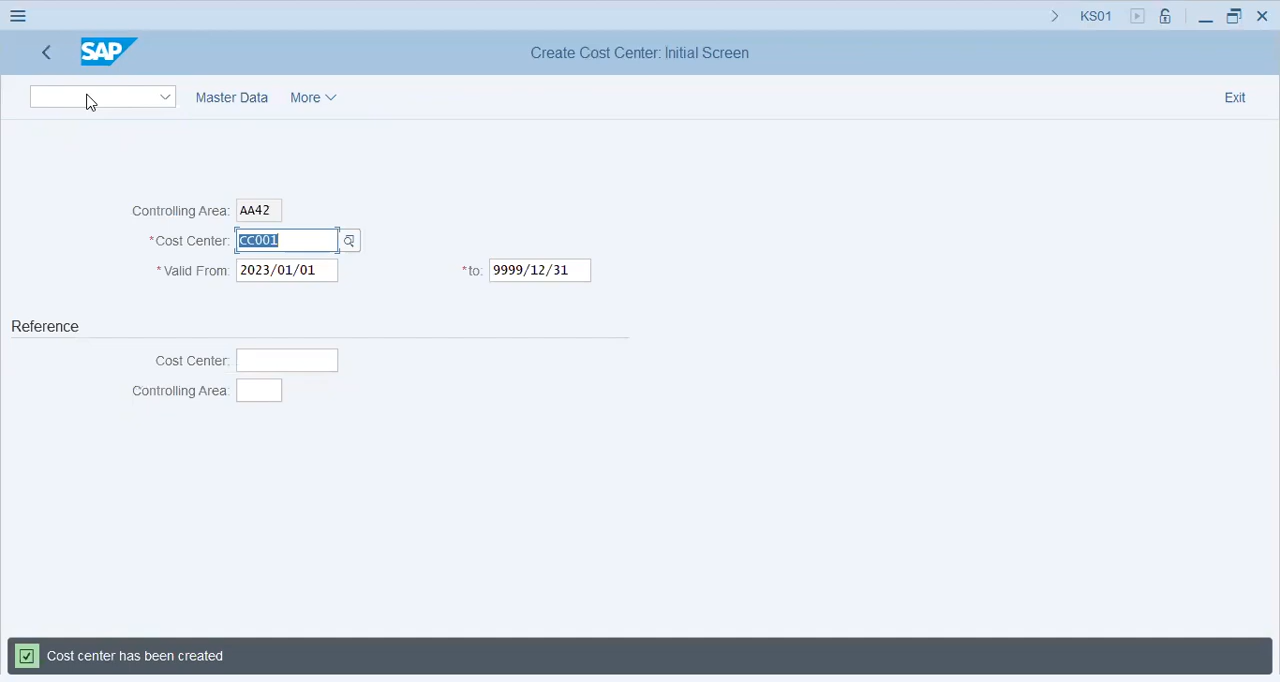 KS01
SAP
Create Cost Center: Initial Screen
Master Data
More
Exit
Controlling Area: AA42
*Cost Center: CC001
*Valid From: 2023/01/01 *to: 9999/12/31
Reference
Cost Center:
Controlling Area:
Cost center has been created